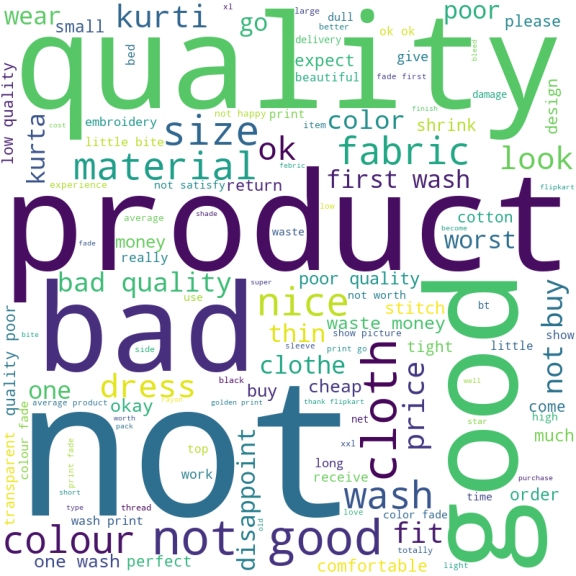 wear
kurti
go
xl
large
dull
better
ok ok
poor
please
small
bed
delivery
expect
beautiful
give
fade first
bleed
damage
finish
design
quality
low quality
kurta
cost
embroidery
not happy
print
size
item
color
shrink
little bite
ok
fabric
look
material
febric
first wash
flipkart
experience
not satisfy
return
product
average
shade
low
cotton
money
really
fade
waste
become
worst
bad quality
super
poor quality
not worth
bad
use
nice
stitch
bt
show
not buy
quality poor
bite
side
thin
waste money
show picture
sleeve
print go
tight
little
clothe
cloth
one
dress
black
buy
cheap
price
good
well
come
average product
golden print
thank flipkart
okay
worth
pack
net
star
high
much
transparent
colour fade
print fade
not
top
disappoint
xxl
work
long
receive
short
wash
time
order
purchase
type
thread
old
love
color fade
wash print
colour
not good
fit
totally
one wash
perfect
comfortable
light